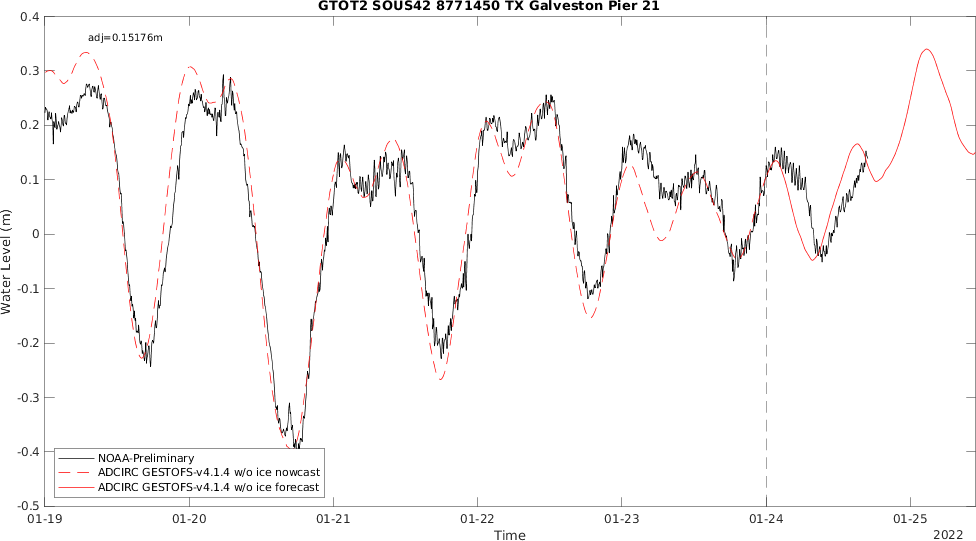 GTOT2 SOUS42 8771450 TX Galveston Pier 21
adj=0.15176m
0.4
0.3
0.2
0.1
0
-0.1
-0.2
-0.3
-0.4
-0.5
Water Level (m)
NOAA-Preliminary
ADCIRC GESTOFS-v4.1.4 w/o ice nowcast
ADCIRC GESTOFS-v4.1.4 w/o ice forecast
01-19 01-20 01-21 01-22 01-23 01-24 01-25
Time
2022